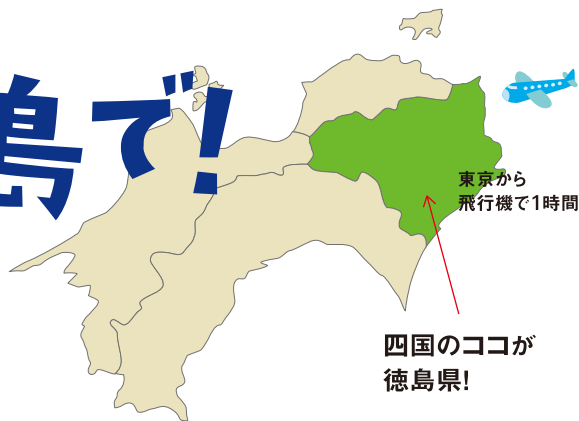 島で!
東京から
飛行機で1時間
四国のココが
徳島県!